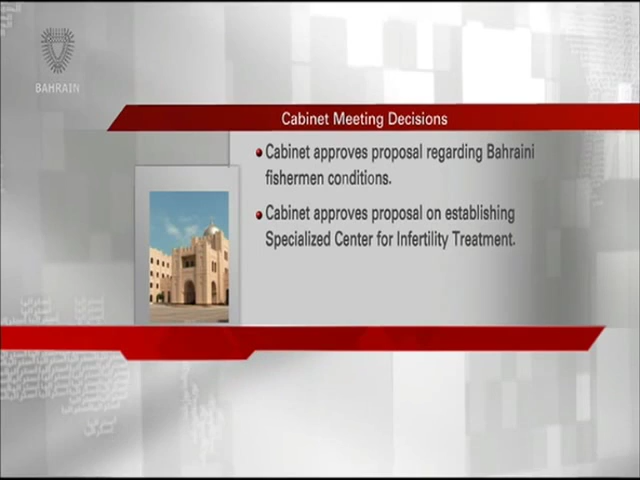 BAHRAIN
Cabinet Meeting Decisions
Cabinet approves proposal regarding Bahraini
fishermen conditions.
Cabinet approves proposal on establishing
Specialized Center for Infertility Treatment.